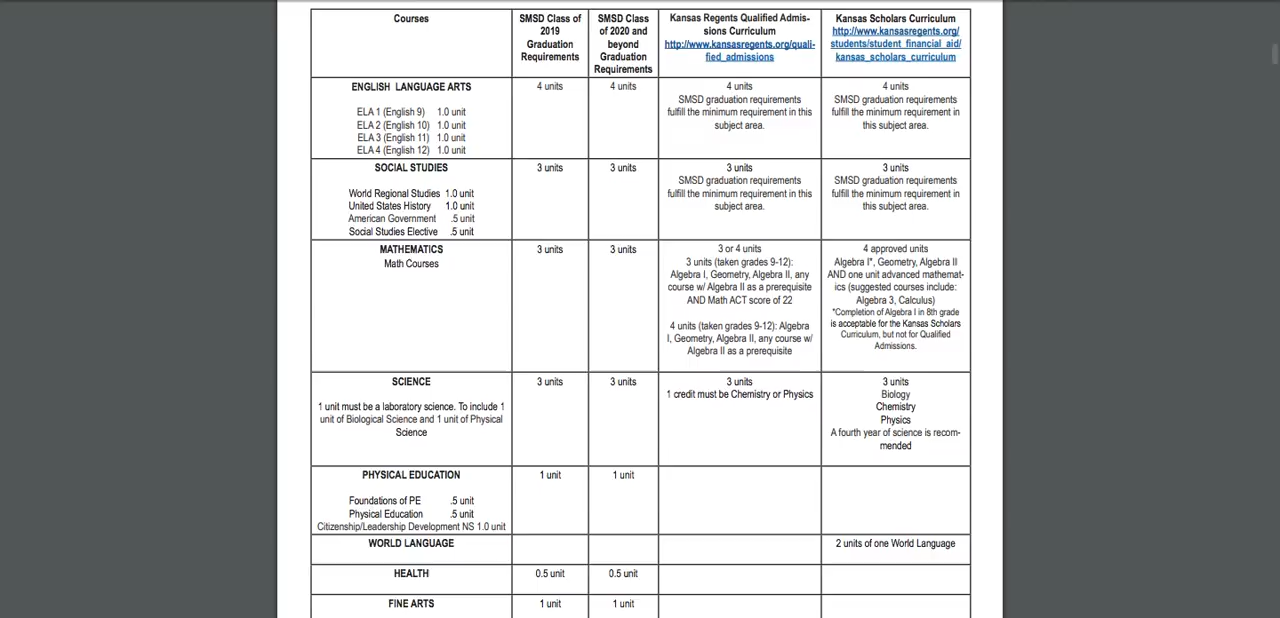 Courses
SMSD Class of
2019
Graduation
Requirements
SMSD Class
of 2020 and
beyond
Graduation
Requirements
Kansas Regents Qualified Admis-
sions Curriculum
http://www.kansasregents.org/quali-
fied_admissions
Kansas Scholars Curriculum
http://www.kansasregents.org/
students/student_financial_aid/
kansas_scholars_curriculum
ENGLISH LANGUAGE ARTS
ELA 1 (English 9) 1.0 unit
ELA 2 (English 10) 1.0 unit
ELA 3 (English 11) 1.0 unit
ELA 4 (English 12) 1.0 unit
4 units
4 units
4 units
SMSD graduation requirements
fulfill the minimum requirement in this
subject area.
4 units
SMSD graduation requirements
fulfill the minimum requirement in
this subject area.
SOCIAL STUDIES
World Regional Studies 1.0 unit
United States History 1.0 unit
American Government .5 unit
Social Studies Elective .5 unit
3 units
3 units
3 units
SMSD graduation requirements
fulfill the minimum requirement in this
subject area.
3 units
SMSD graduation requirements
fulfill the minimum requirement in
this subject area.
MATHEMATICS
Math Courses
3 units
3 units
3 or 4 units
3 units (taken grades 9-12):
Algebra I, Geometry, Algebra II, any
course w/ Algebra II as a prerequisite
AND Math ACT score of 22
4 units (taken grades 9-12): Algebra
I, Geometry, Algebra II, any course w/
Algebra II as a prerequisite
4 approved units
Algebra I*, Geometry, Algebra II
AND one unit advanced mathemat-
ics (suggested courses include:
Algebra 3, Calculus)
*Completion of Algebra I in 8th grade
is acceptable for the Kansas Scholars
Curriculum, but not for Qualified
Admissions.
SCIENCE
1 unit must be a laboratory science. To include 1
unit of Biological Science and 1 unit of Physical
Science
3 units
3 units
3 units
1 credit must be Chemistry or Physics
3 units
Biology
Chemistry
Physics
A fourth year of science is recom-
mended
PHYSICAL EDUCATION
Foundations of PE .5 unit
Physical Education .5 unit
Citizenship/Leadership Development NS 1.0 unit
1 unit
1 unit
WORLD LANGUAGE
2 units of one World Language
HEALTH
0.5 unit
0.5 unit
FINE ARTS
1 unit
1 unit